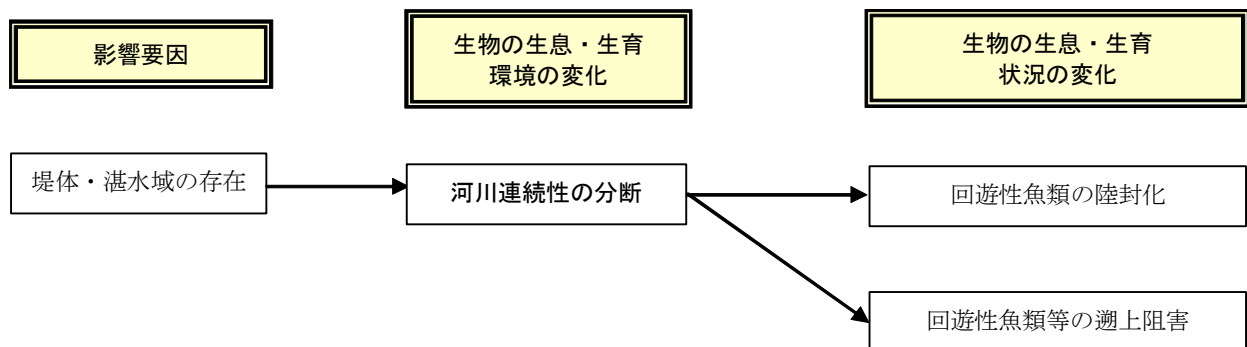 影響要因
生物の生息・生育
環境の変化
生物の生息・生育
状況の変化
堤体・湛水域の存在
河川連続性の分断
回遊性魚類の陸封化
回遊性魚類等の遡上阻害